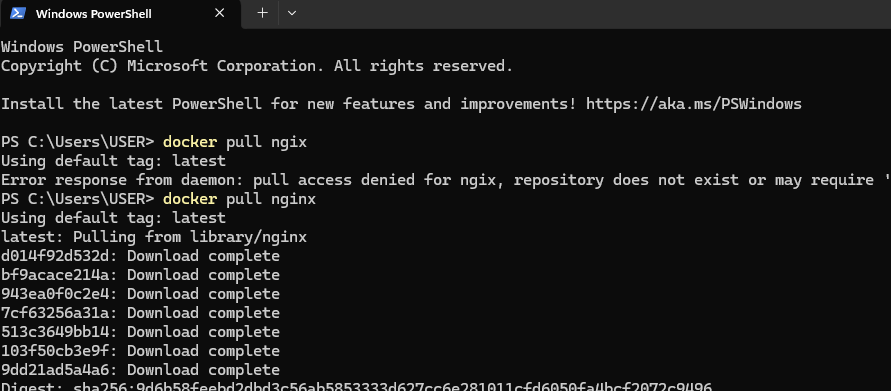 Windows PowerShell
Windows PowerShell
Copyright (C) Microsoft Corporation. All rights reserved.
Install the latest PowerShell for new features and improvements! https://aka.ms/PSWindows
PS C:\Users\USER> docker pull ngix
Using default tag: latest
Error response from daemon: pull access denied for ngix, repository does not exist or may require '
PS C:\Users\USER> docker pull nginx
Using default tag: latest
latest: Pulling from library/nginx
d014f92d532d: Download complete
bf9acace214a: Download complete
943ea0f0c2e4: Download complete
7cf63256a31a: Download complete
513c3649bb14: Download complete
103f50cb3e9f: Download complete
9dd21ad5a4a6: Download complete
Digest: sha256:9d6b58feebd2dbd3c56ab5853333d627cc6e281011cfd6050fa4bcf2072c9496